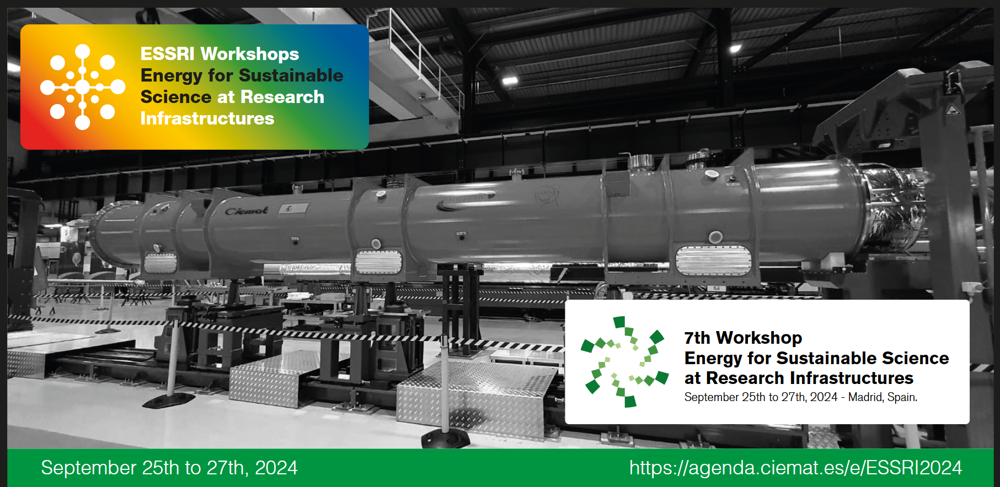 ESSRI Workshops
Energy for Sustainable
Science at Research
Infrastructures
Ciemat
CERN
7th Workshop
Energy for Sustainable Science
at Research Infrastructures
September 25th to 27th, 2024 - Madrid, Spain.
September 25th to 27th, 2024
https://agenda.ciemat.es/e/ESSRI2024